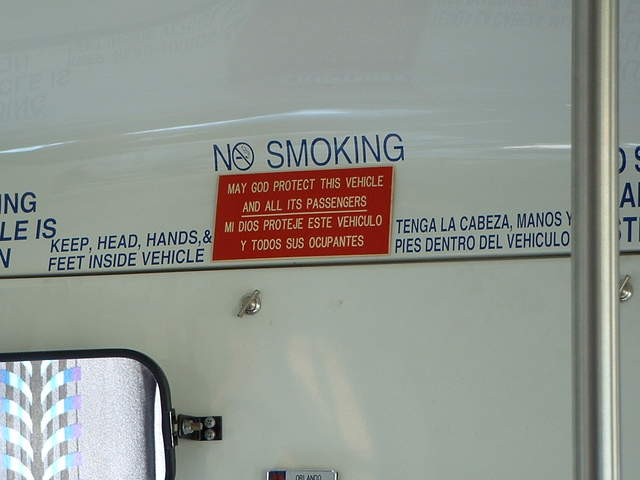 NO SMOKING
MAY GOD PROTECT THIS VEHICLE
AND ALL ITS PASSENGERS
MI DIOS PROTEJE ESTE VEHICULO
Y TODOS SUS OCUPANTES
ING
LE IS
N
KEEP, HEAD, HANDS,&
FEET INSIDE VEHICLE
TENGA LA CABEZA, MANOS Y
PIES DENTRO DEL VEHICULO
ORLANDO